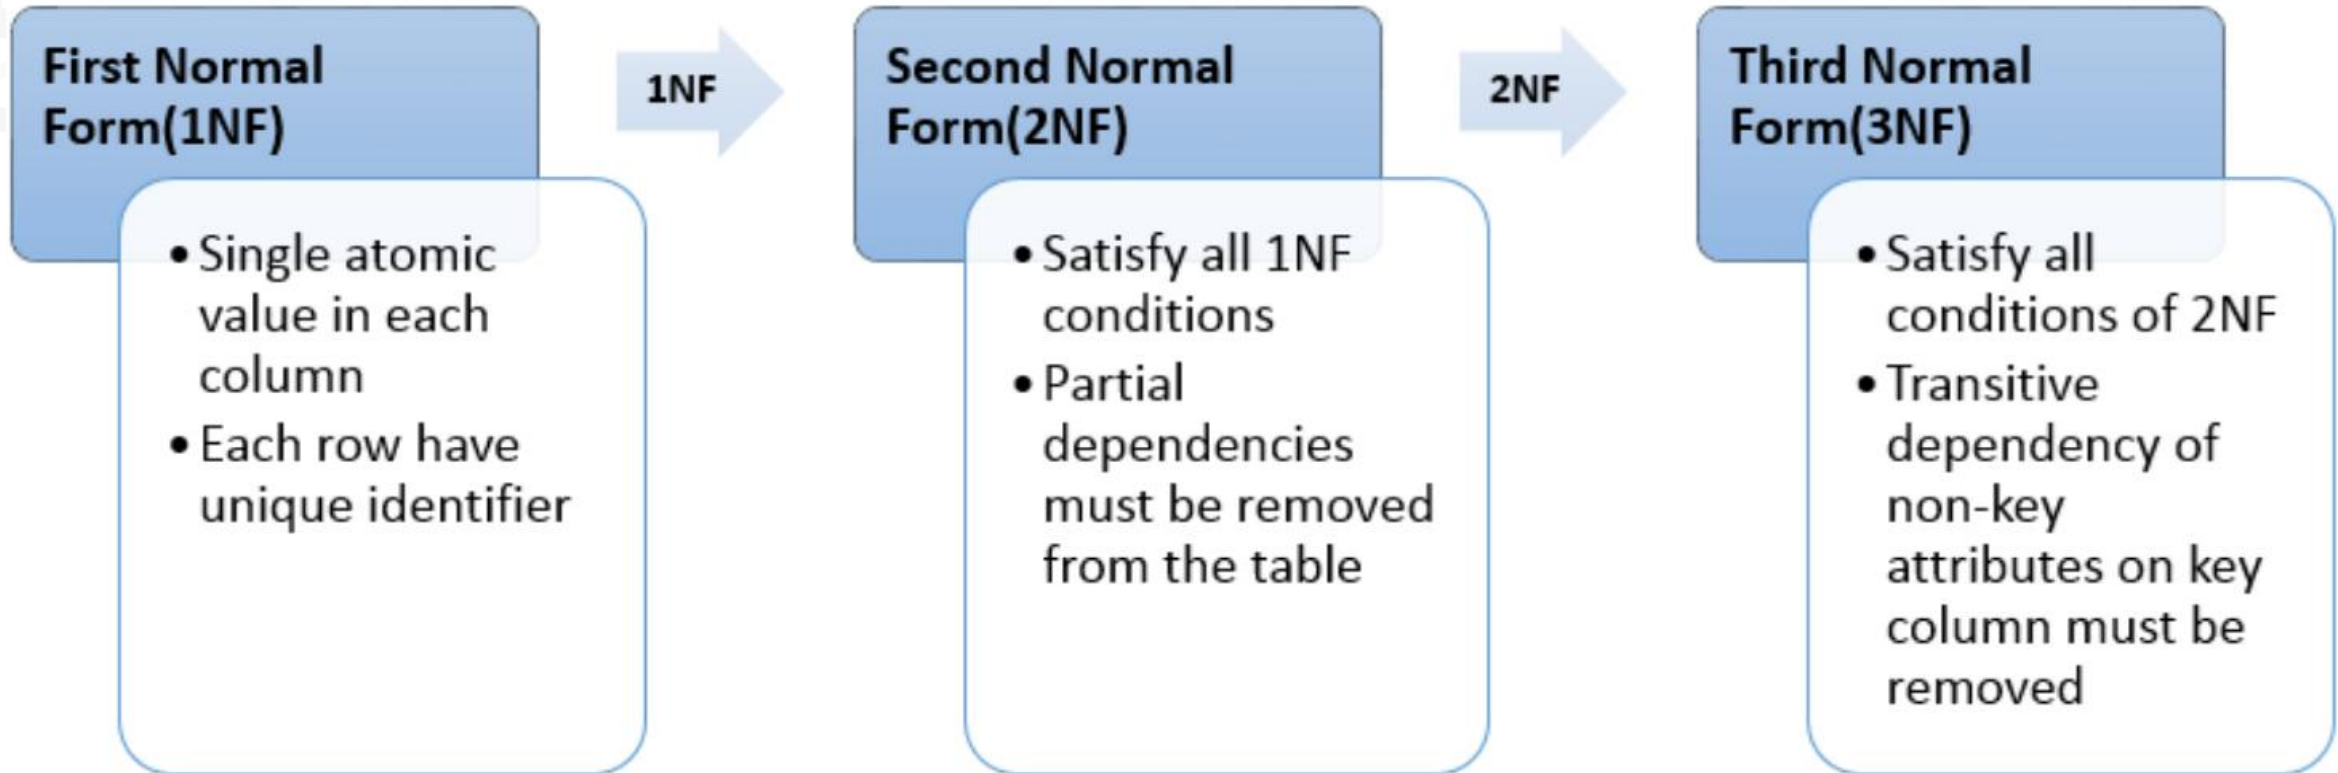 First Normal
Form(1NF)
• Single atomic
value in each
column
• Each row have
unique identifier
1NF
Second Normal
Form(2NF)
• Satisfy all 1NF
conditions
• Partial
dependencies
must be removed
from the table
2NF
Third Normal
Form(3NF)
• Satisfy all
conditions of 2NF
• Transitive
dependency of
non-key
attributes on key
column must be
removed